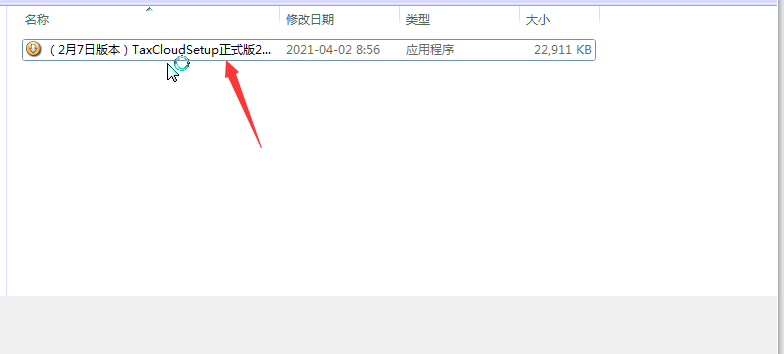 名称 修改日期 类型 大小
（2月7日版本）TaxCloudSetup正式版2... 2021-04-02 8:56 应用程序 22,911 KB